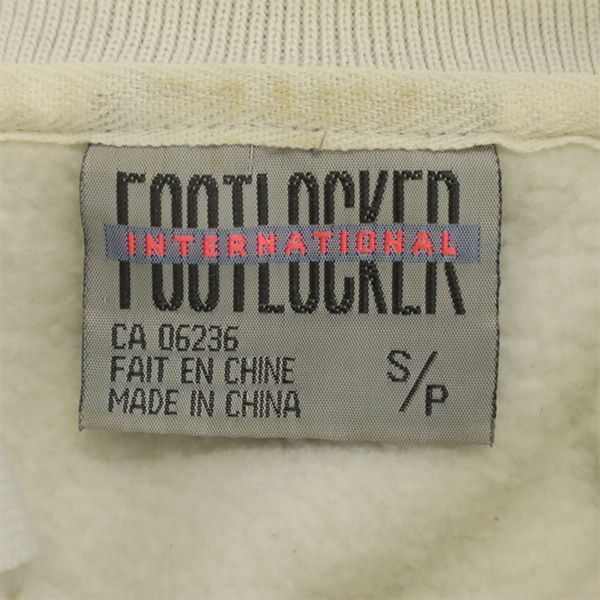 FOOTLOCKER
INTERNATIONAL
CA 06236
FAIT EN CHINE
MADE IN CHINA
S/P